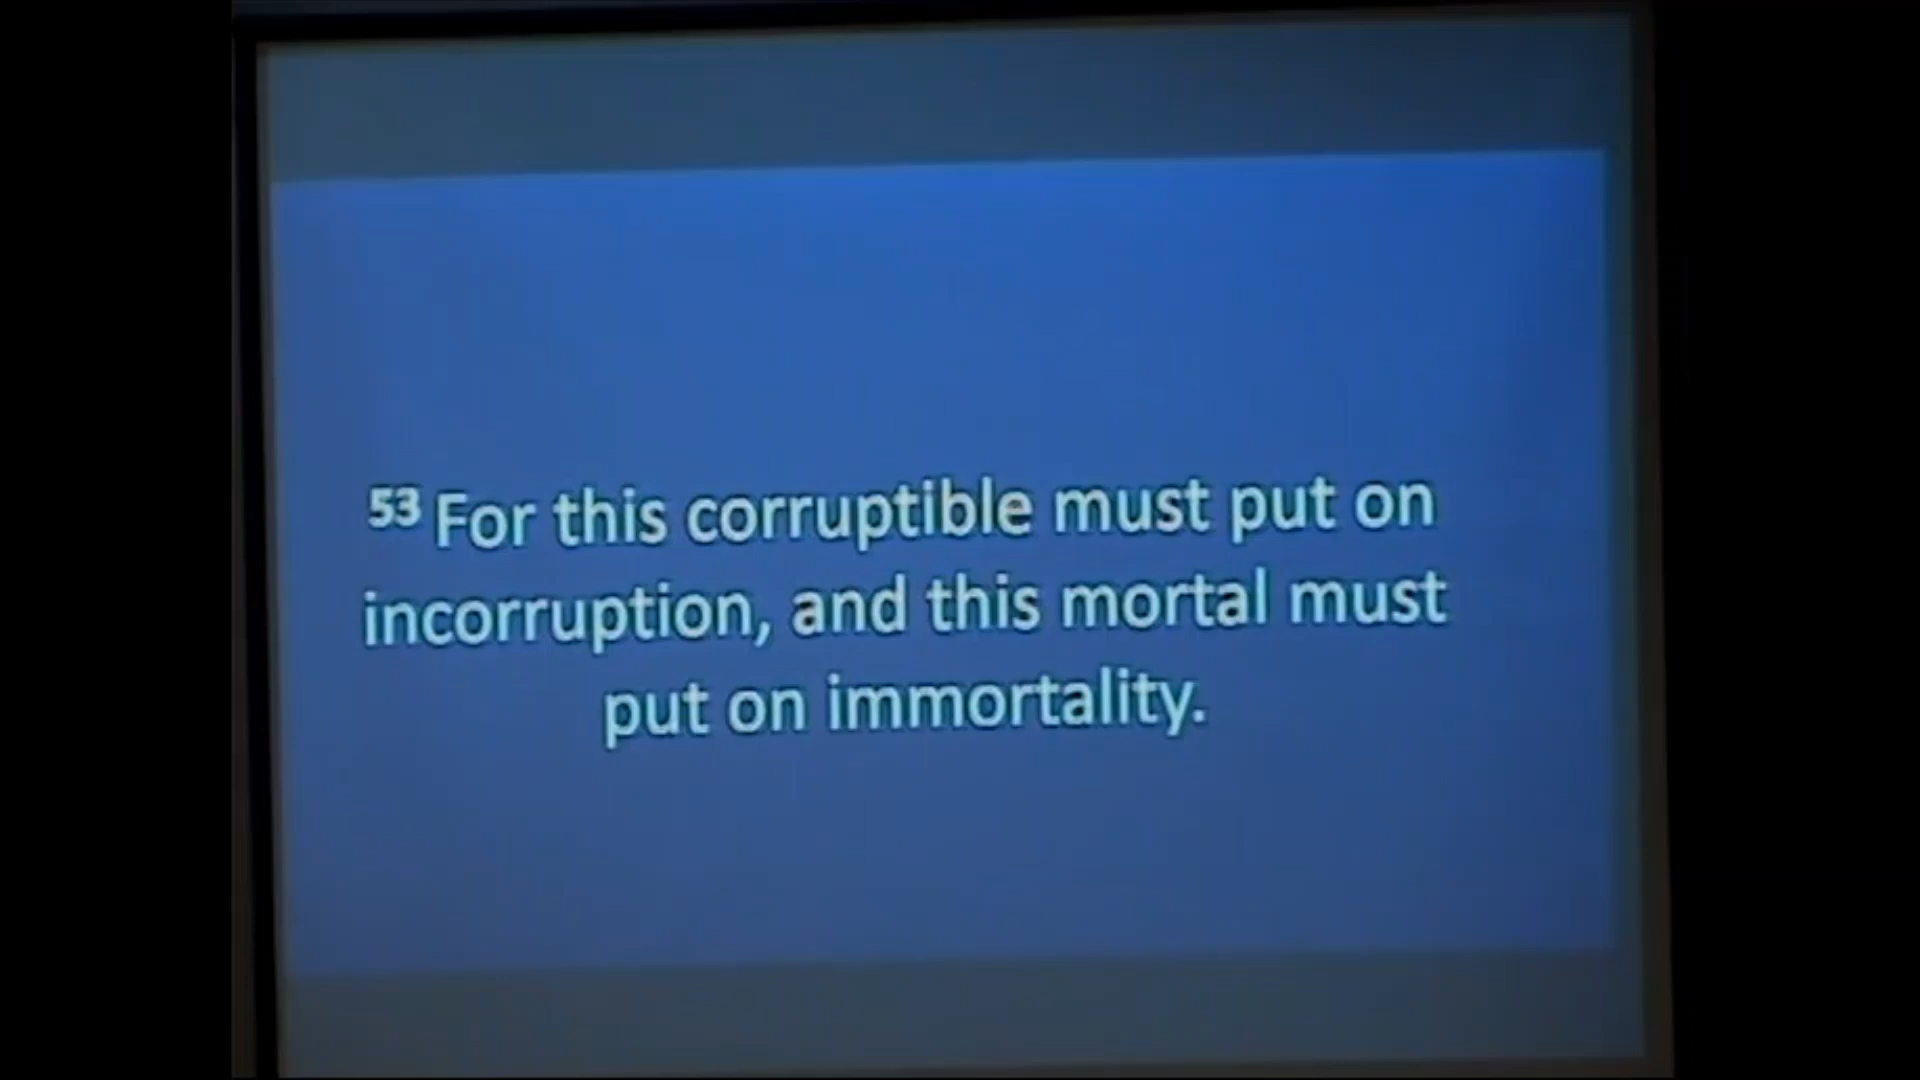 53 For this corruptible must put on
incorruption, and this mortal must
put on immortality.